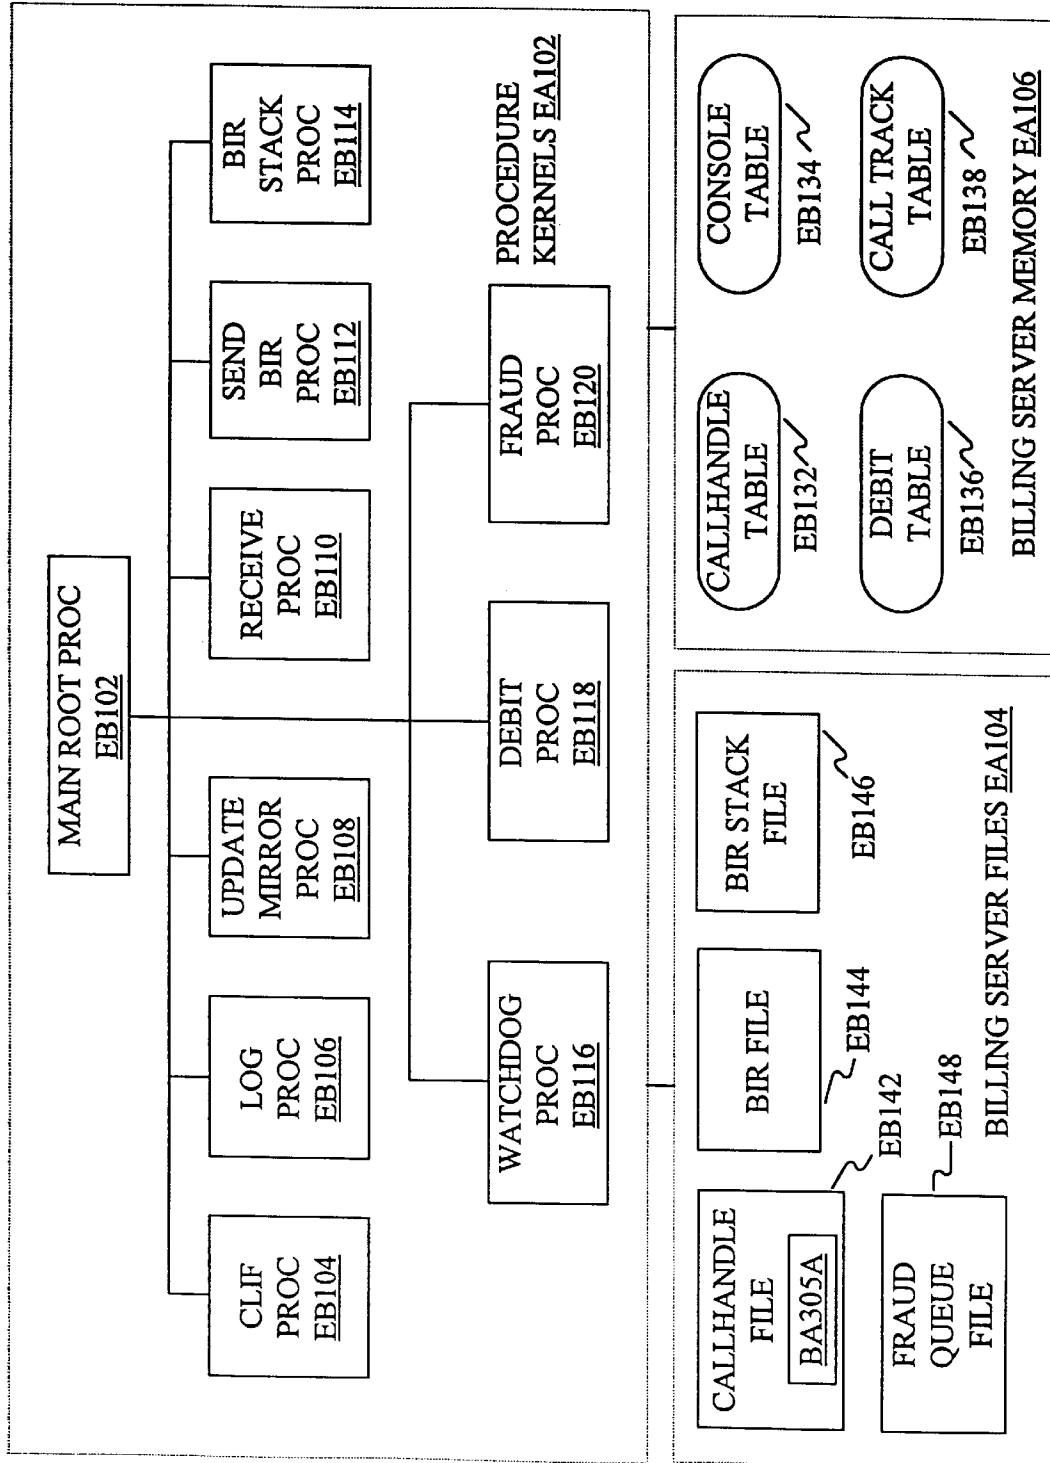 MAIN ROOT PROC
EB102
CLIF
PROC
EB104
LOG
PROC
EB106
UPDATE
MIRROR
PROC
EB108
RECEIVE
PROC
EB110
SEND
BIR
PROC
EB112
BIR
STACK
PROC
EB114
WATCHDOG
PROC
EB116
DEBIT
PROC
EB118
FRAUD
PROC
EB120
PROCEDURE
KERNELS EA102
CALLHANDLE
FILE
BA305A
EB142
BIR FILE
EB144
BIR STACK
FILE
EB146
FRAUD
QUEUE
FILE
EB148
BILLING SERVER FILES EA104
CALLHANDLE
TABLE
EB132
CONSOLE
TABLE
EB134
DEBIT
TABLE
EB136
CALL TRACK
TABLE
EB138
BILLING SERVER MEMORY EA106